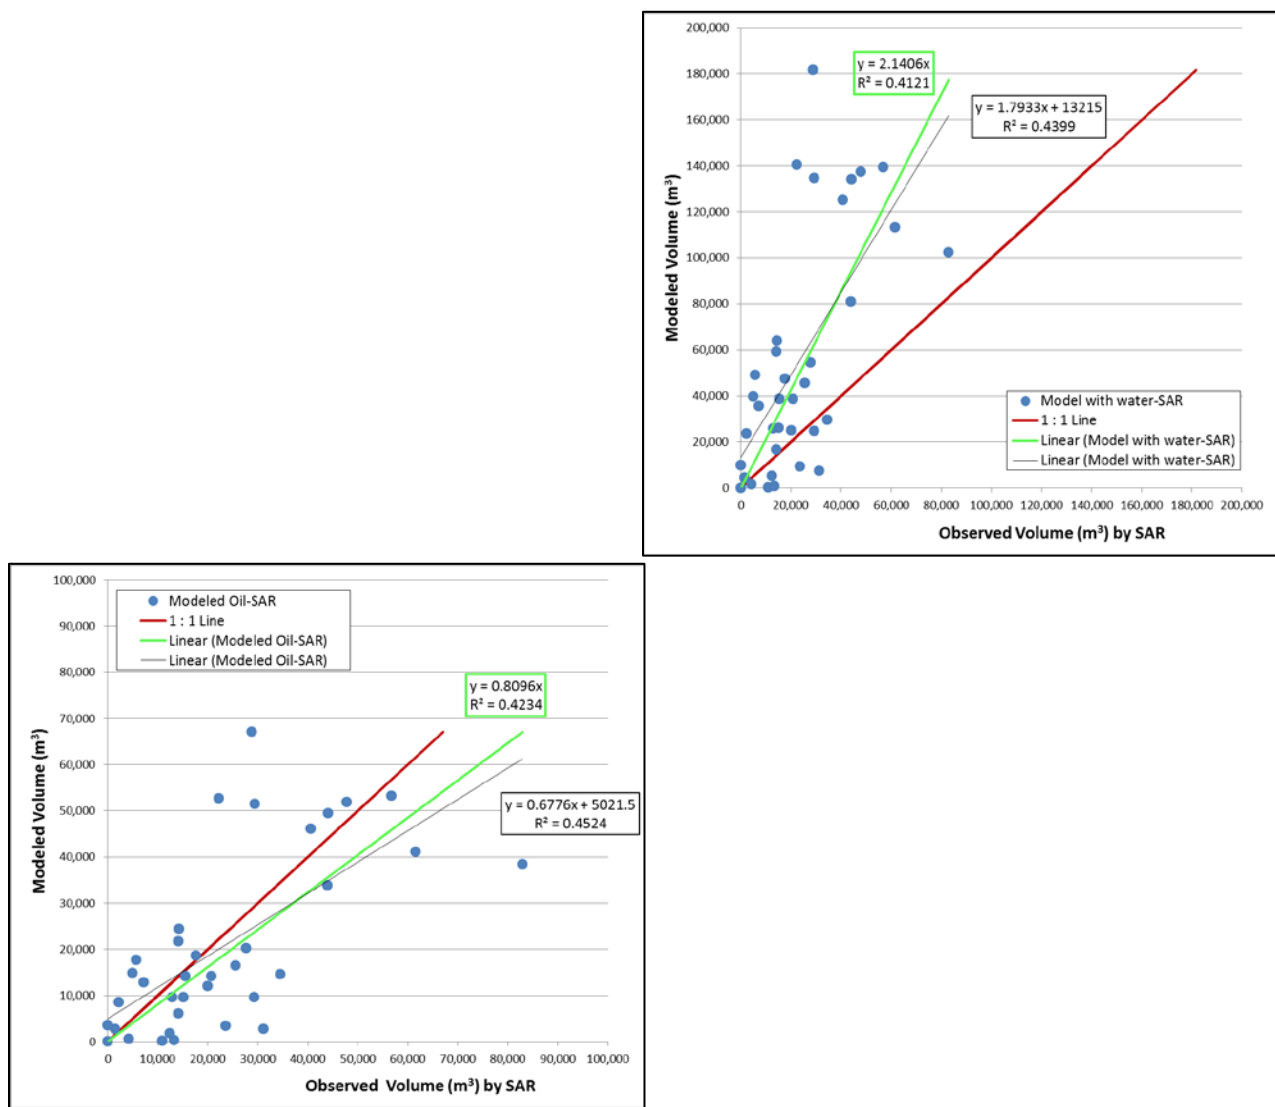 200,000
180,000
160,000
140,000
120,000
100,000
80,000
60,000
40,000
20,000
0
Modeled Volume (m³)
y = 2.1406x
R² = 0.4121
y = 1.7933x + 13215
R² = 0.4399
Model with water-SAR
1 : 1 Line
Linear (Model with water-SAR)
Linear (Model with water-SAR)
0 20,000 40,000 60,000 80,000 100,000 120,000 140,000 160,000 180,000 200,000
Observed Volume (m³) by SAR
100,000
90,000
80,000
70,000
60,000
50,000
40,000
30,000
20,000
10,000
0
Modeled Volume (m³)
Modeled Oil-SAR
1 : 1 Line
Linear (Modeled Oil-SAR)
Linear (Modeled Oil-SAR)
y = 0.8096x
R² = 0.4234
y = 0.6776x + 5021.5
R² = 0.4524
0 10,000 20,000 30,000 40,000 50,000 60,000 70,000 80,000 90,000 100,000
Observed Volume (m³) by SAR